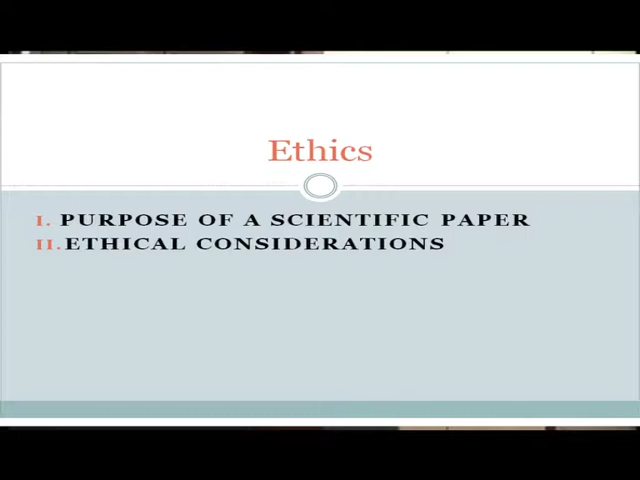 Ethics
I. PURPOSE OF A SCIENTIFIC PAPER
II. ETHICAL CONSIDERATIONS